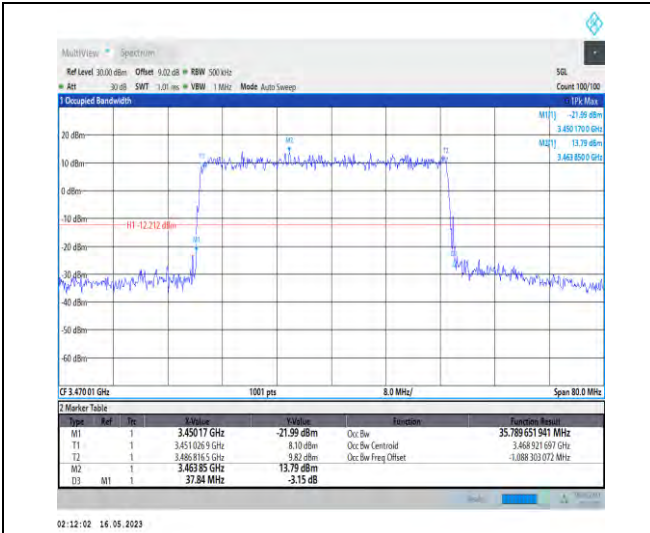 MultiView Spectrum
Ref Level 30.00 dBm Offset 9.02 dB RBW 500 kHz SGL
Att 30 dB SWT 1.01 ms VBW 1 MHz Mode Auto Sweep Count 100/100
1 Occupied Bandwidth 1Pk Max
M1[1] -21.99 dBm
3.450 170 0 GHz
M2[1] 13.79 dBm
3.463 850 0 GHz
20 dBm
M2
T1
T2
10 dBm
0 dBm
-10 dBm
H1 -12.212 dBm
M1
-20 dBm
-30 dBm
-40 dBm
-50 dBm
-60 dBm
CF 3.470 01 GHz 1001 pts 8.0 MHz/ Span 80.0 MHz
2 Marker Table
Type Ref Trc X-Value Y-Value Function Function Result
M1 1 3.45017 GHz -21.99 dBm Occ Bw 35.789 651 941 MHz
T1 1 3.451 026 9 GHz 8.10 dBm Occ Bw Centroid 3.468 921 697 GHz
T2 1 3.486 816 5 GHz 9.82 dBm Occ Bw Freq Offset -1.088 303 072 MHz
M2 1 3.463 85 GHz 13.79 dBm
D3 M1 1 37.84 MHz -3.15 dB
02:12:02 16.05.2023